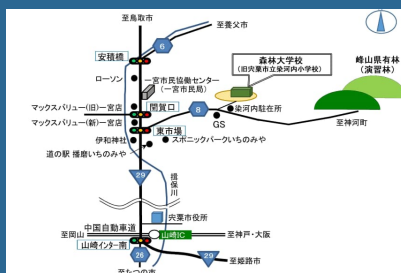 至鳥取市
至養父市
6
安積橋
森林大学校
(旧宍粟市立染河内小学校)
峰山県有林
(演習林)
ローソン
一宮市民協働センター
(一宮市民局)
マックスバリュー(旧)一宮店
閏賀口
8
染河内駐在所
マックスバリュー(新)一宮店
東市場
GS
至神河町
伊和神社
スポニックパークいちのみや
道の駅 播磨いちのみや
29
揖保川
宍粟市役所
中国自動車道
至岡山
山崎IC
至神戸・大阪
山崎インター南
26
29
至姫路市
至たつの市